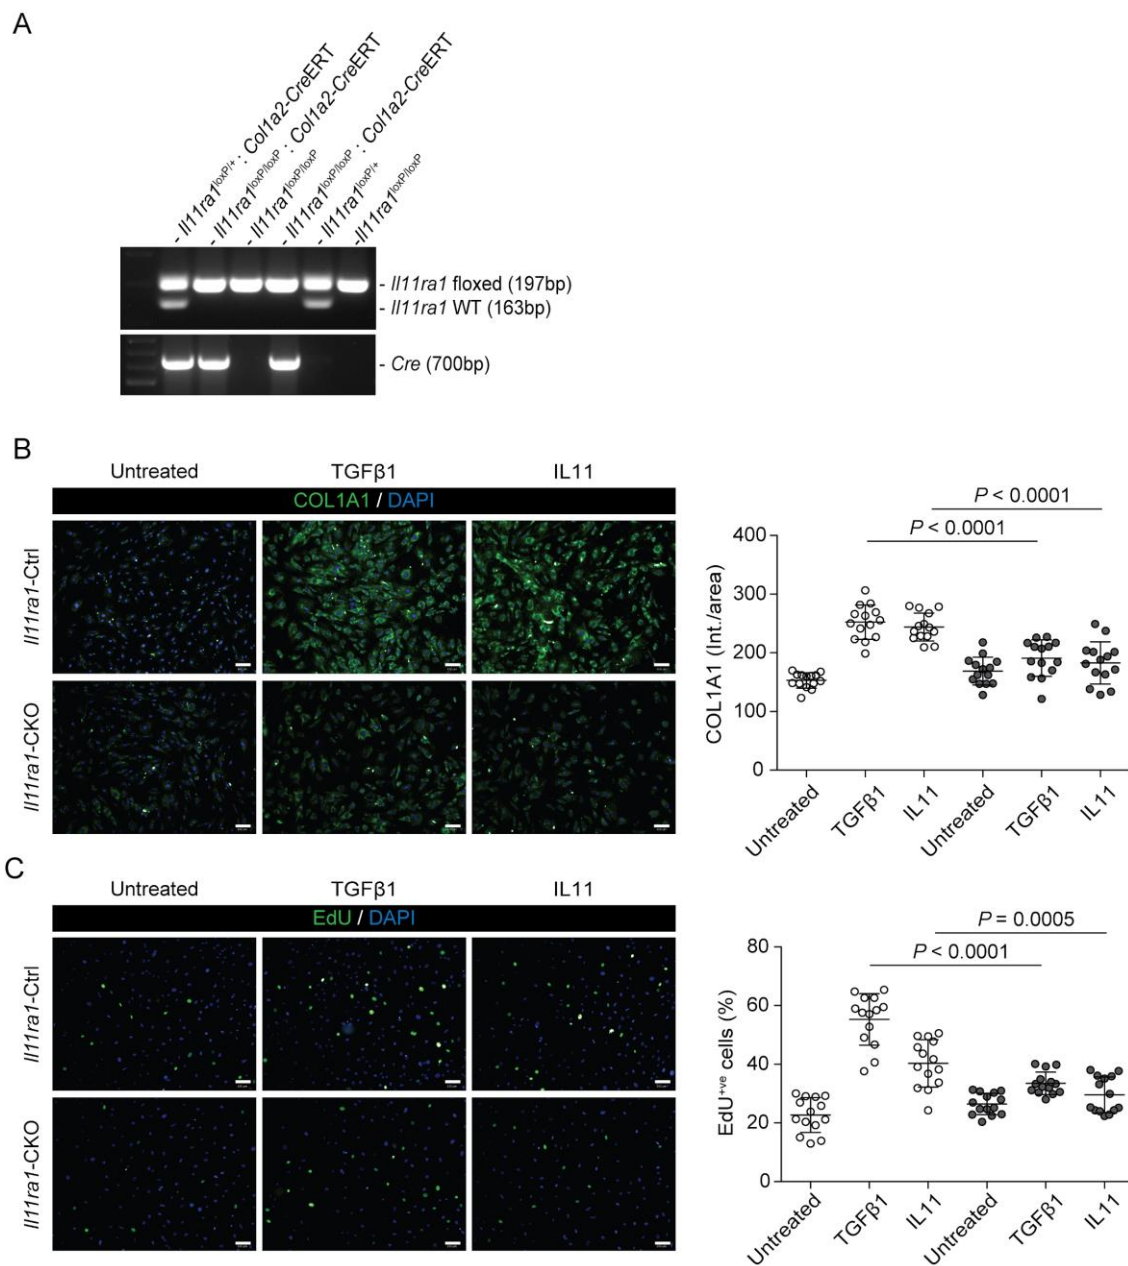 A
- Il11ra1loxP/+ : Col1a2-CreERT
- Il11ra1loxP/loxP : Col1a2-CreERT
- Il11ra1loxP/loxP
- Il11ra1loxP/loxP : Col1a2-CreERT
- Il11ra1loxP/+
-Il11ra1loxP/loxP
- Il11ra1 floxed (197bp)
- Il11ra1 WT (163bp)
- Cre (700bp)
B
Untreated TGFβ1 IL11
COL1A1 / DAPI
Il11ra1-Ctrl
Il11ra1-CKO
P < 0.0001
P < 0.0001
COL1A1 (Int./area)
400
300
200
100
0
Untreated TGFβ1 IL11 Untreated TGFβ1 IL11
C
Untreated TGFβ1 IL11
EdU / DAPI
Il11ra1-Ctrl
Il11ra1-CKO
P = 0.0005
P < 0.0001
EdU+ve cells (%)
80
60
40
20
0
Untreated TGFβ1 IL11 Untreated TGFβ1 IL11